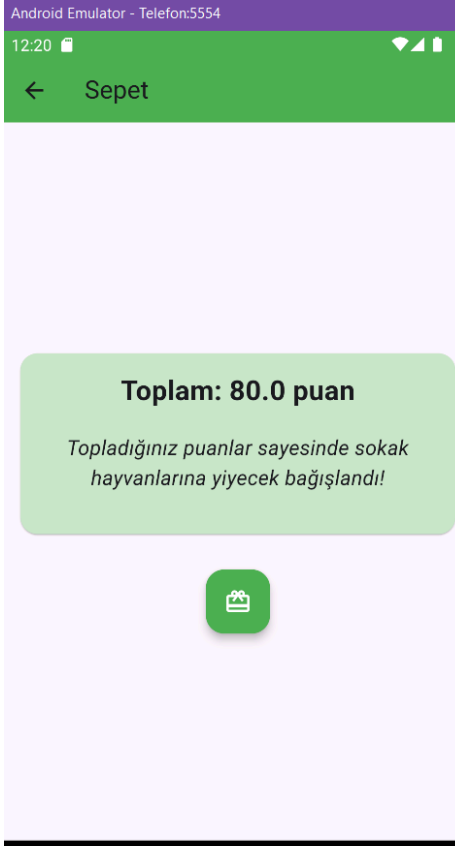 Android Emulator - Telefon:5554
12:20
Sepet
Toplam: 80.0 puan
Topladığınız puanlar sayesinde sokak
hayvanlarına yiyecek bağışlandı!